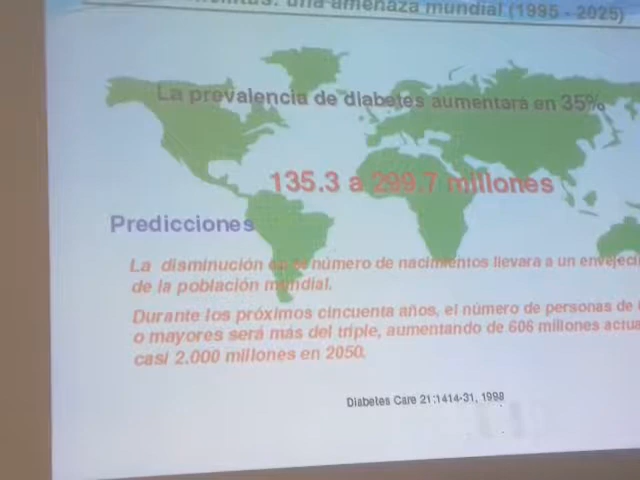 una amenaza mundial (1995 - 2025)
La prevalencia de diabetes aumentará en 35%
135.3 a 299.7 millones
Predicciones
La disminución en el número de nacimientos llevara a un
de la población mundial.
Durante los próximos cincuenta años, el número de personas de
o mayores será más del triple, aumentando de 606 millones
casi 2.000 millones en 2050.
Diabetes Care 21:1414-31, 1998